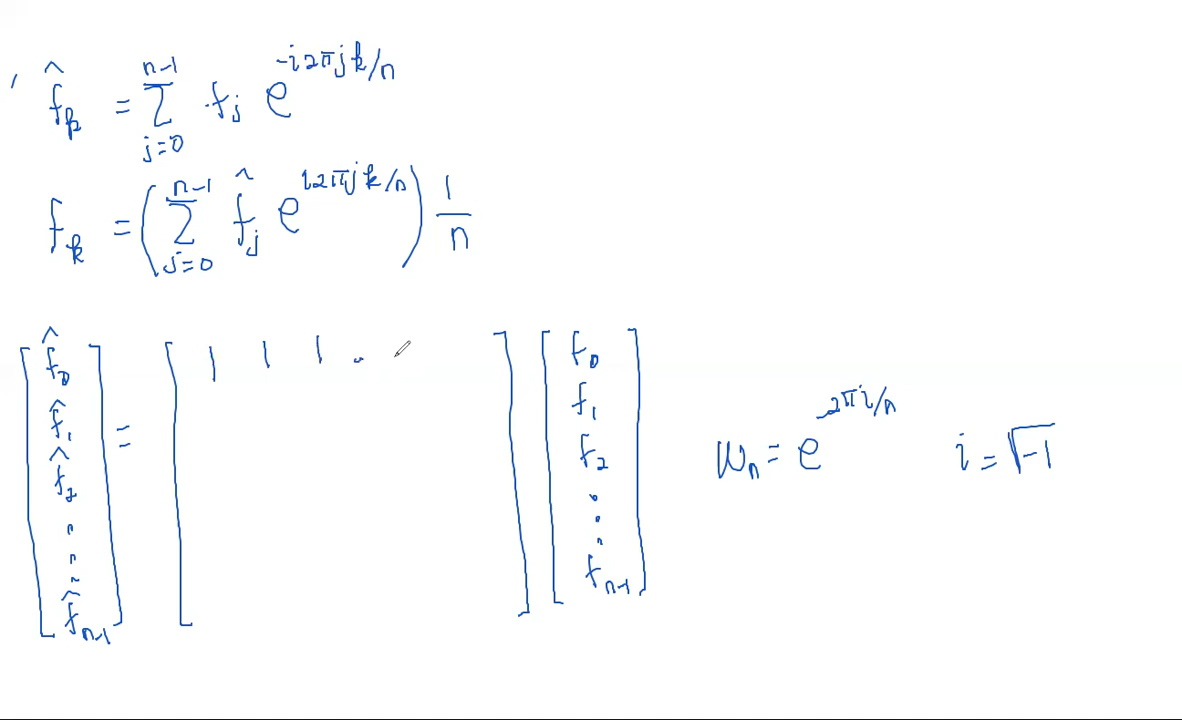 f̂_k = Σ_{j=0}^{n-1} f_j e^{-i2πjk/n}
f_k = ( Σ_{j=0}^{n-1} f̂_j e^{i2πjk/n} ) 1/n
[ f̂_0 f̂_1 f̂_2 . . . f̂_{n-1} ] = [ 1 1 1 . ] [ f_0 f_1 f_2 . . . f_{n-1} ]
ω_n = e^{-2πi/n} i = √-1